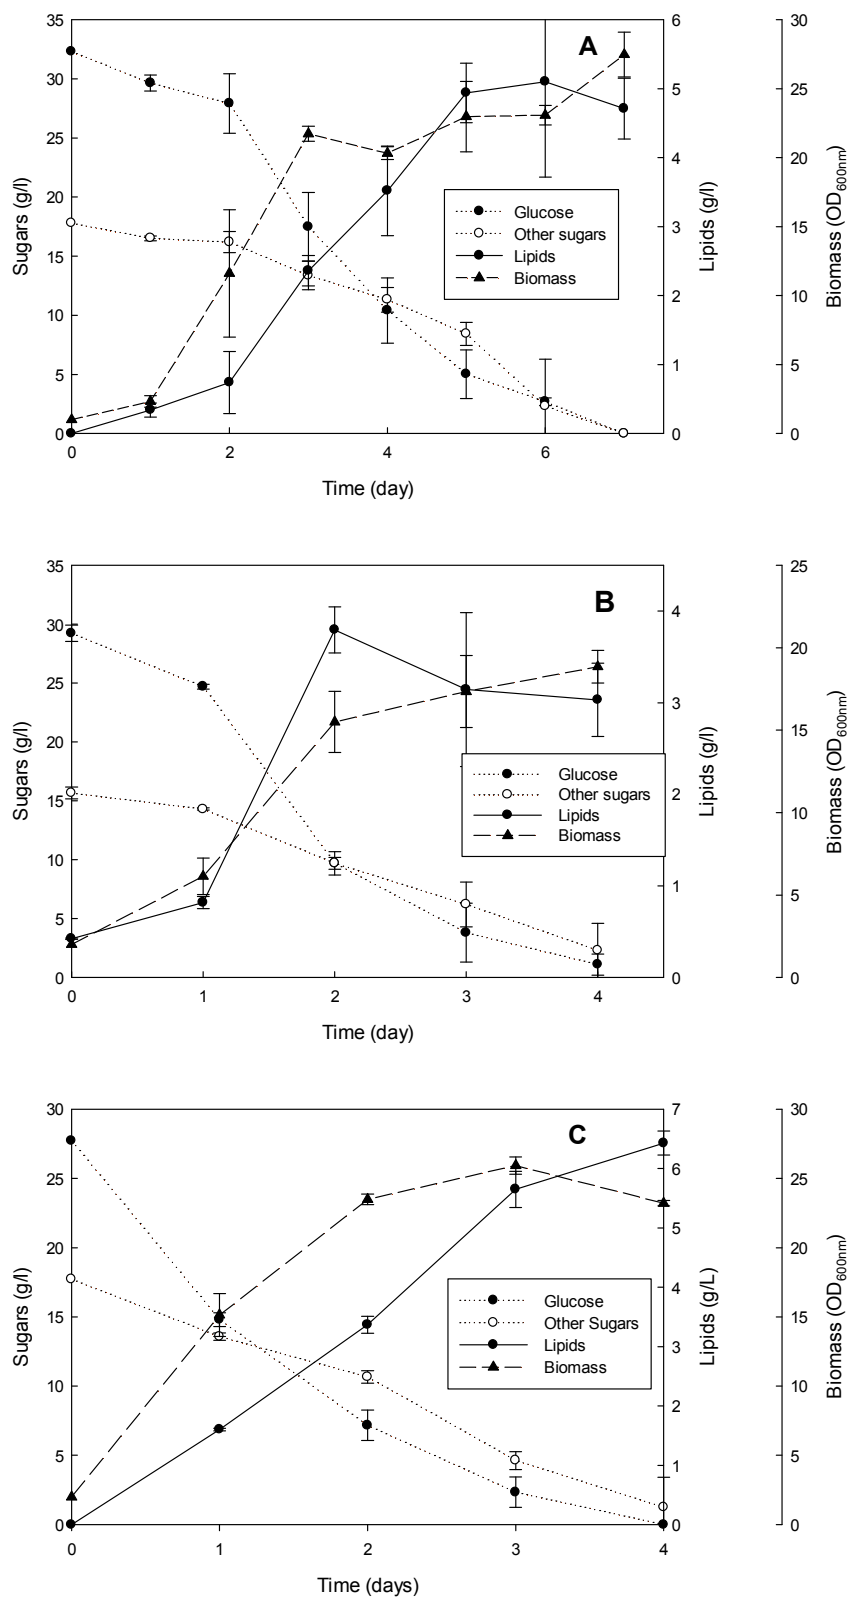 A
35
30
25
20
15
10
5
0
Sugars (g/l)
6
5
4
3
2
1
0
Lipids (g/l)
30
25
20
15
10
5
0
Biomass (OD600nm)
Glucose
Other sugars
Lipids
Biomass
0 2 4 6
Time (day)
B
35
30
25
20
15
10
5
0
Sugars (g/l)
4
3
2
1
0
Lipids (g/l)
25
20
15
10
5
0
Biomass (OD600nm)
Glucose
Other sugars
Lipids
Biomass
0 1 2 3 4
Time (day)
C
30
25
20
15
10
5
0
Sugars (g/l)
7
6
5
4
3
2
1
0
Lipids (g/L)
30
25
20
15
10
5
0
Biomass (OD600nm)
Glucose
Other Sugars
Lipids
Biomass
0 1 2 3 4
Time (days)